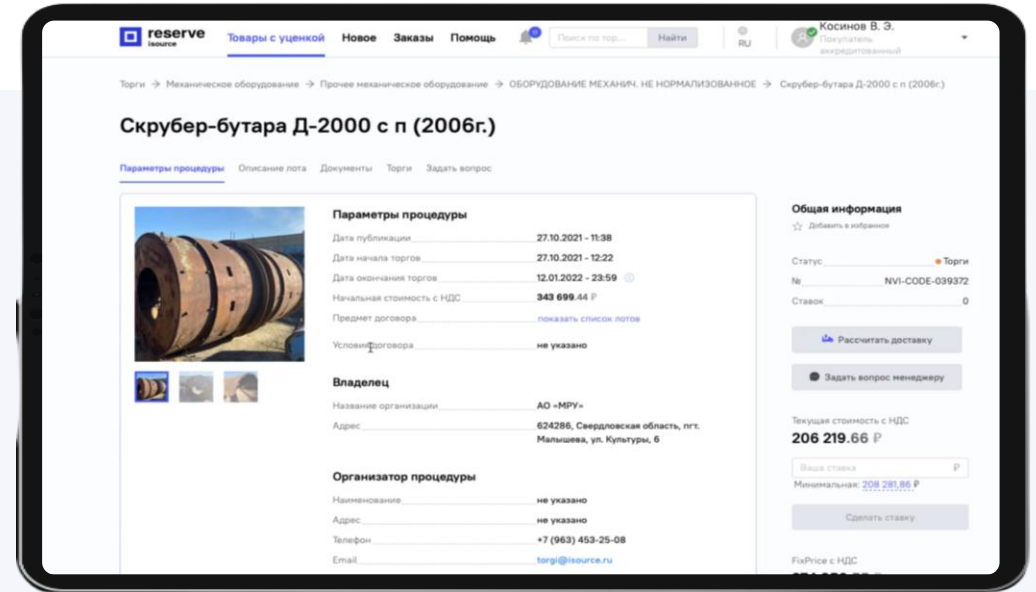 reserve
isource
Товары с уценкой Новое Заказы Помощь Поиск по тор... Найти RU
Косинов В. Э.
Покупатель,
аккредитованный
Торги → Механическое оборудование → Прочее механическое оборудование → ОБОРУДОВАНИЕ МЕХАНИЧ. НЕ НОРМАЛИЗОВАННОЕ → Скрубер-бутара Д-2000 с п (2006г.)
Скрубер-бутара Д-2000 с п (2006г.)
Параметры процедуры Описание лота Документы Торги Задать вопрос
Параметры процедуры
Дата публикации 27.10.2021 - 11:38
Дата начала торгов 27.10.2021 - 12:22
Дата окончания торгов 12.01.2022 - 23:59
Начальная стоимость с НДС 343 699.44 ₽
Предмет договора показать список лотов
Условия договора не указано
Владелец
Название организации АО «МРУ»
Адрес 624286, Свердловская область, пгт.
Малышева, ул. Культуры, 6
Организатор процедуры
Наименование не указано
Адрес не указано
Телефон +7 (963) 453-25-08
Email torgi@isource.ru
Общая информация
Добавить в избранное
Статус Торги
№ NVI-CODE-039372
Ставок 0
Рассчитать доставку
Задать вопрос менеджеру
Текущая стоимость с НДС
206 219.66 ₽
Ваша ставка ₽
Минимальная: 208 281,86 ₽
Сделать ставку
FixPrice с НДС